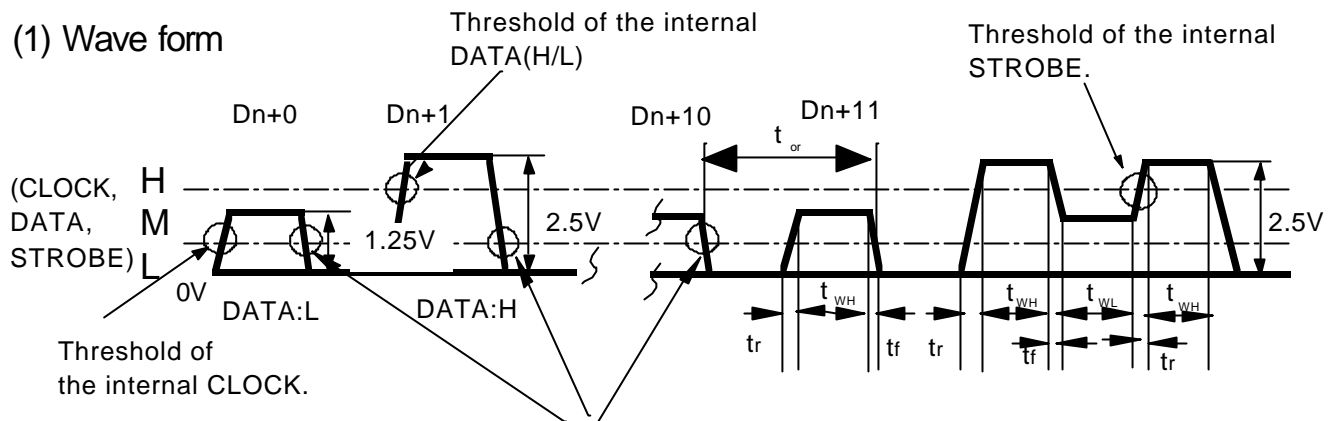 (1) Wave form
Threshold of the internal
DATA(H/L)
Threshold of the internal
STROBE.
Dn+0
Dn+1
Dn+10
Dn+11
t or
(CLOCK,
DATA,
STROBE)
H
M
L
1.25V
2.5V
2.5V
0V
DATA:L
DATA:H
t WH
t WH
t WL
t WH
tr
tf
tr
tf
tr
Threshold of
the internal CLOCK.